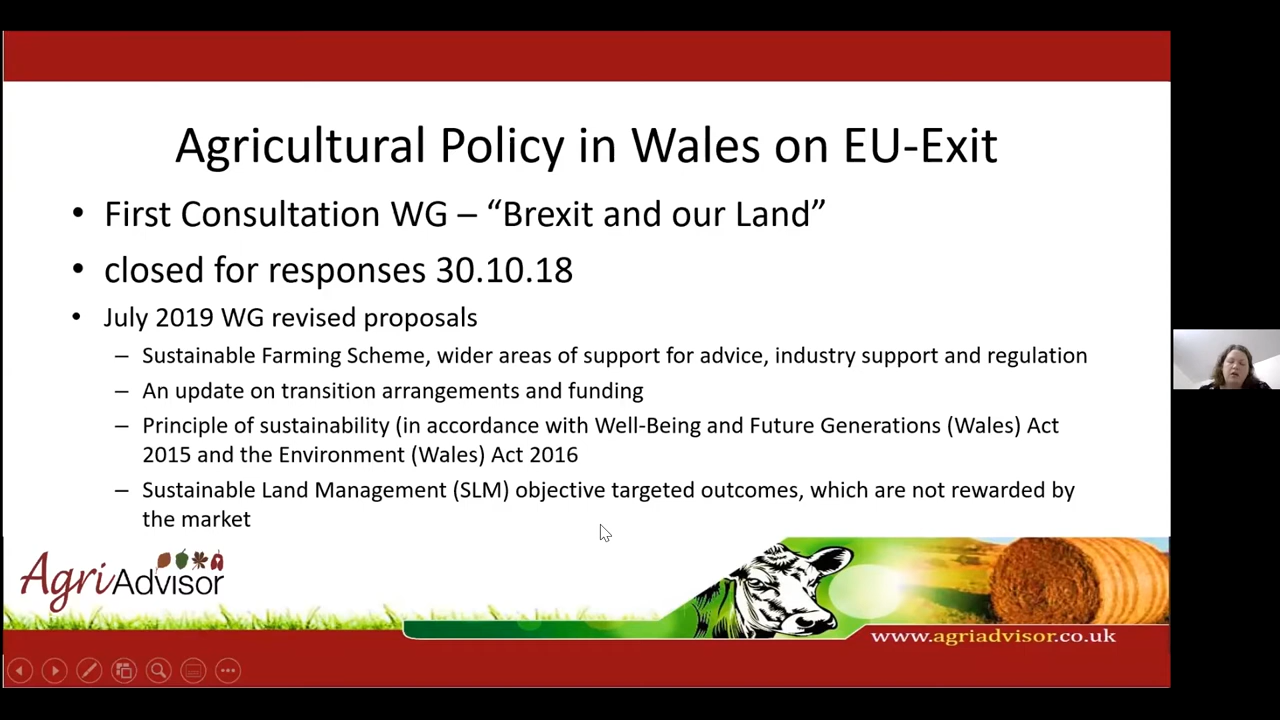 Agricultural Policy in Wales on EU-Exit
• First Consultation WG – “Brexit and our Land”
• closed for responses 30.10.18
• July 2019 WG revised proposals
– Sustainable Farming Scheme, wider areas of support for advice, industry support and regulation
– An update on transition arrangements and funding
– Principle of sustainability (in accordance with Well-Being and Future Generations (Wales) Act
2015 and the Environment (Wales) Act 2016
– Sustainable Land Management (SLM) objective targeted outcomes, which are not rewarded by
the market
AgriAdvisor
www.agriadvisor.co.uk